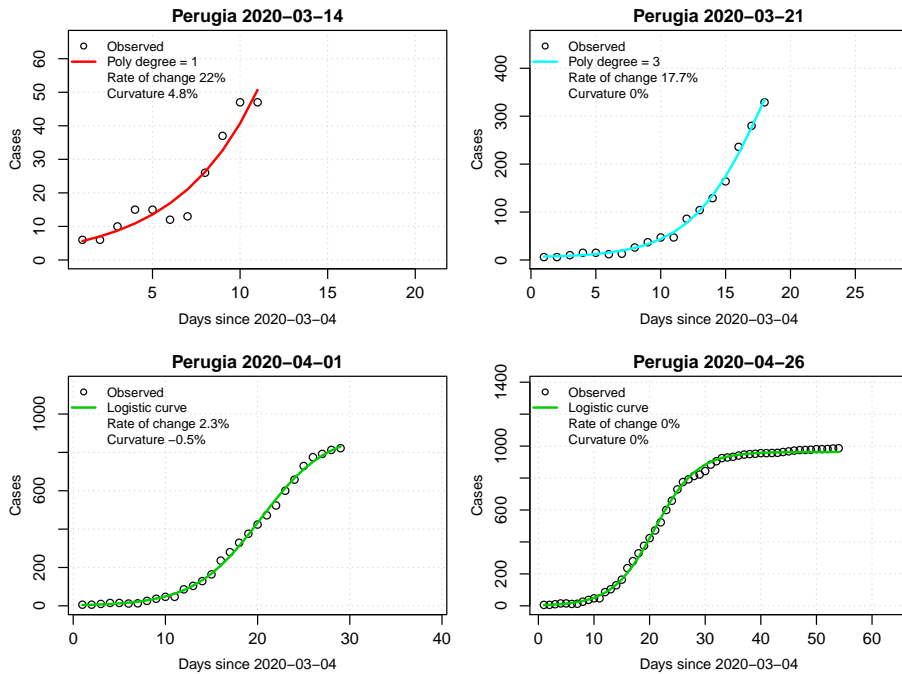 Perugia 2020−03−14
Observed
Poly degree = 1
Rate of change 22%
Curvature 4.8%
Cases
0
10
20
30
40
50
60
5
10
15
20
Days since 2020−03−04
Perugia 2020−03−21
Observed
Poly degree = 3
Rate of change 17.7%
Curvature 0%
Cases
0
100
200
300
400
0
5
10
15
20
25
Days since 2020−03−04
Perugia 2020−04−01
Observed
Logistic curve
Rate of change 2.3%
Curvature −0.5%
Cases
0
200
600
1000
0
10
20
30
40
Days since 2020−03−04
Perugia 2020−04−26
Observed
Logistic curve
Rate of change 0%
Curvature 0%
Cases
0
200
600
1000
1400
0
10
20
30
40
50
60
Days since 2020−03−04